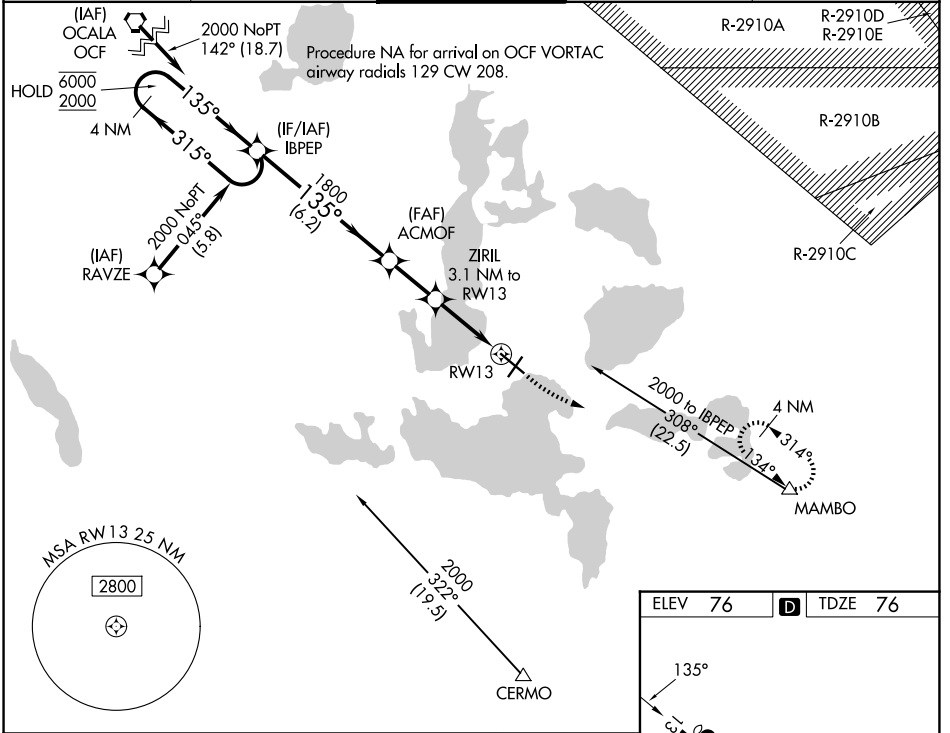 (IAF)
OCALA
OCF
2000 NoPT
142° (18.7)
Procedure NA for arrival on OCF VORTAC
airway radials 129 CW 208.
R-2910A
R-2910D
R-2910E
R-2910B
R-2910C
HOLD 6000
2000
4 NM
135°
315°
(IF/IAF)
IBPEP
2000 NoPT
045°
(5.8)
(IAF)
RAVZE
1800
135°
(6.2)
(FAF)
ACMOF
ZIRIL
3.1 NM to
RW13
RW13
2000 to IBPEP
308°
(22.5)
4 NM
314°
134°
MAMBO
MSA RW13 25 NM
2800
2000
322°
(19.5)
CERMO
ELEV 76
D
TDZE 76
135°